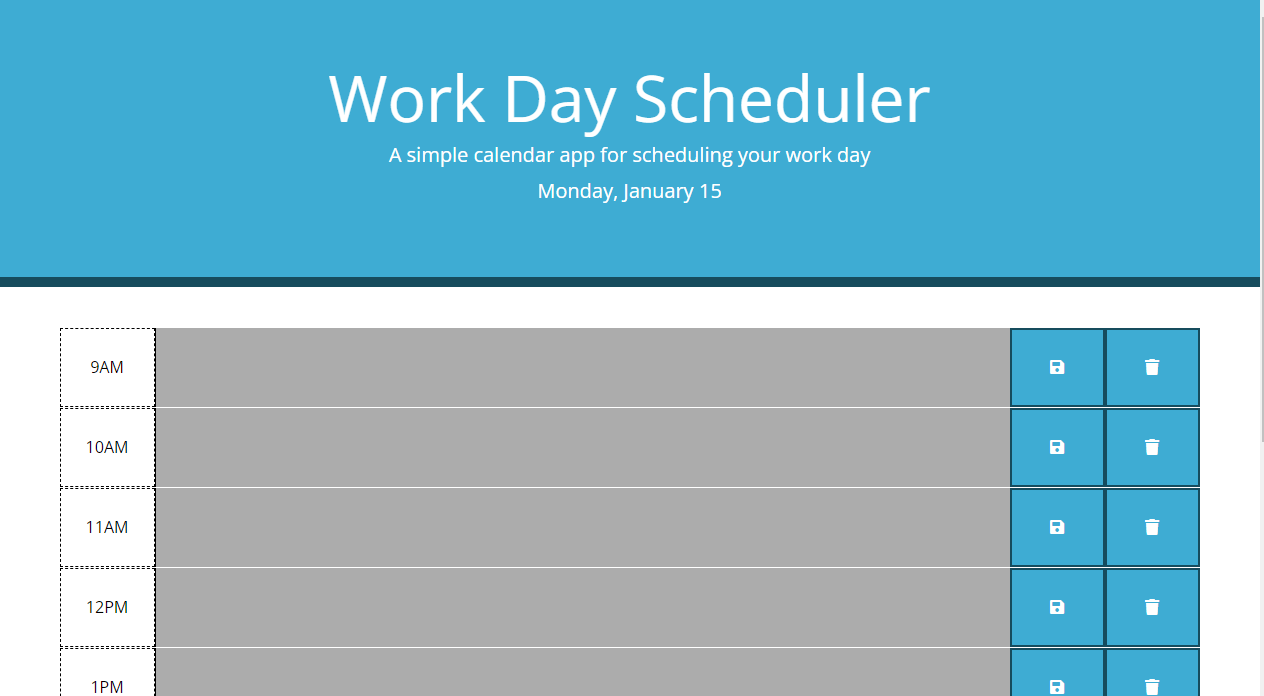 Work Day Scheduler
A simple calendar app for scheduling your work day
Monday, January 15
9AM
10AM
11AM
12PM
1PM